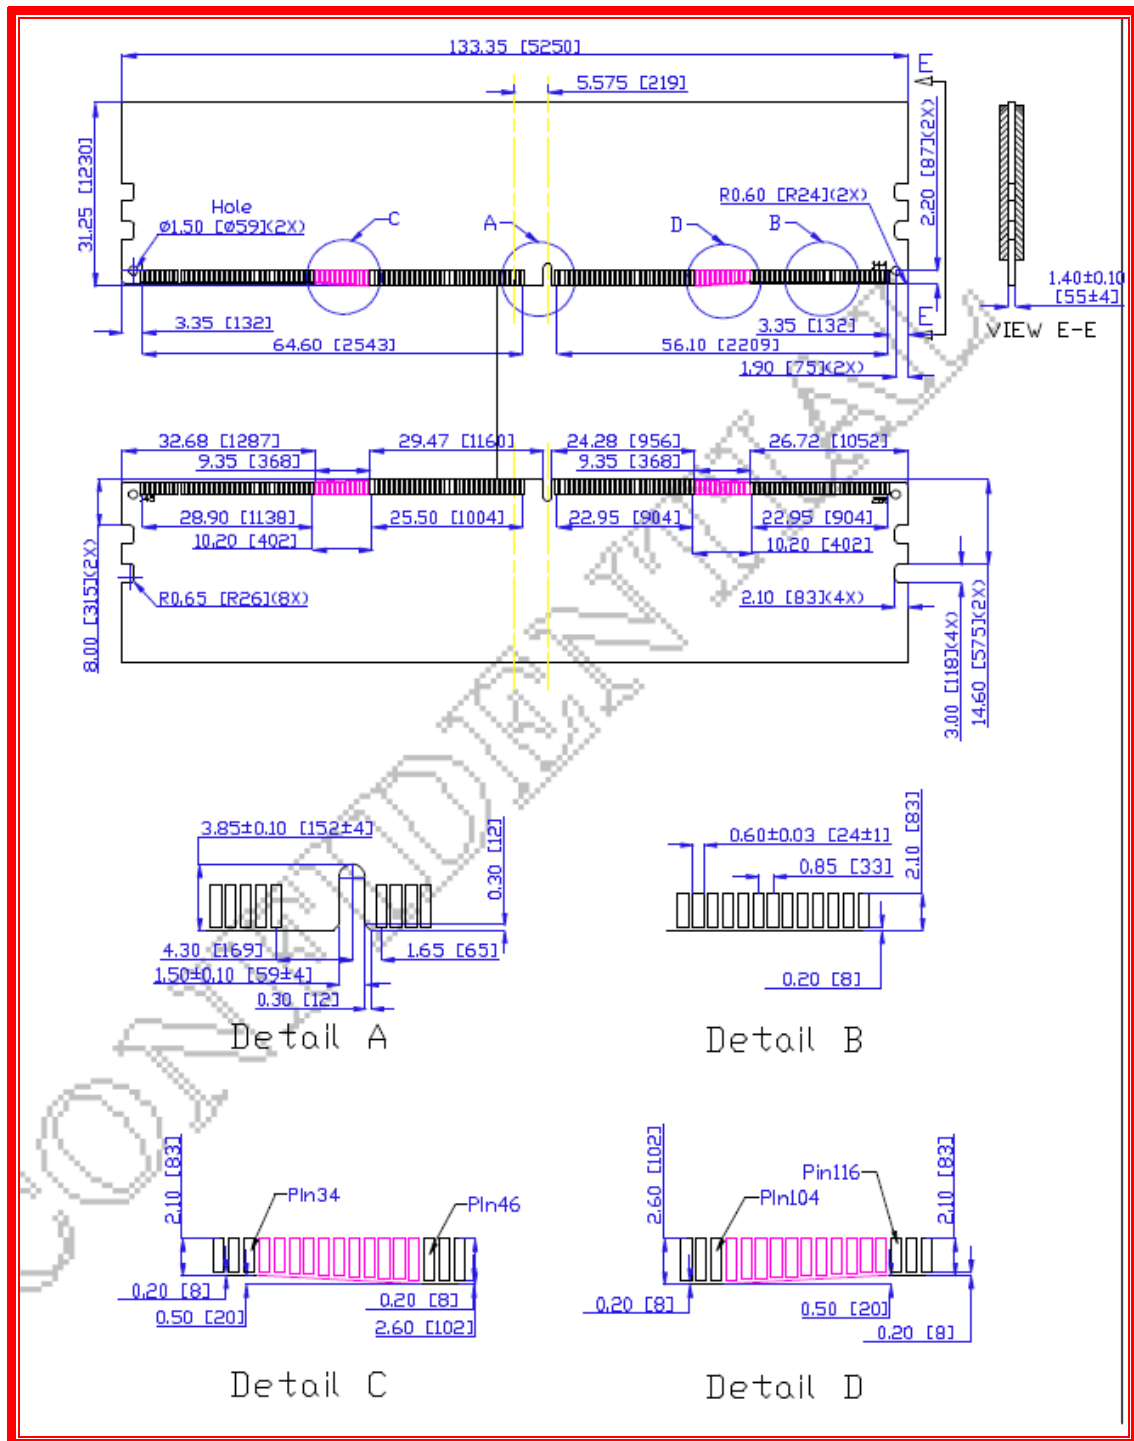 133.35 [5250]
5.575 [219]
E
31.25 [1230]
2.20 [87](2X)
Hole
Ø1.50 [Ø59](2X)
C
A
D
B
R0.60 [R24](2X)
1
144
1.40±0.10
[55±4]
3.35 [132]
3.35 [132]
E
VIEW E-E
64.60 [2543]
56.10 [2209]
1.90 [75](2X)
32.68 [1287]
29.47 [1160]
24.28 [956]
26.72 [1052]
9.35 [368]
9.35 [368]
145
28.90 [1138]
25.50 [1004]
22.95 [904]
22.95 [904]
10.20 [402]
10.20 [402]
8.00 [315](2X)
R0.65 [R26](8X)
2.10 [83](4X)
3.00 [118](4X)
14.60 [575](2X)
3.85±0.10 [152±4]
0.30 [12]
0.60±0.03 [24±1]
0.85 [33]
2.10 [83]
4.30 [169]
1.65 [65]
1.50±0.10 [59±4]
0.30 [12]
0.20 [8]
Detail A
Detail B
2.10 [83]
PIn34
PIn46
0.20 [8]
0.50 [20]
0.20 [8]
2.60 [102]
2.60 [102]
Pin116
PIn104
2.10 [83]
0.20 [8]
0.50 [20]
0.20 [8]
Detail C
Detail D
CONFIDENTIAL